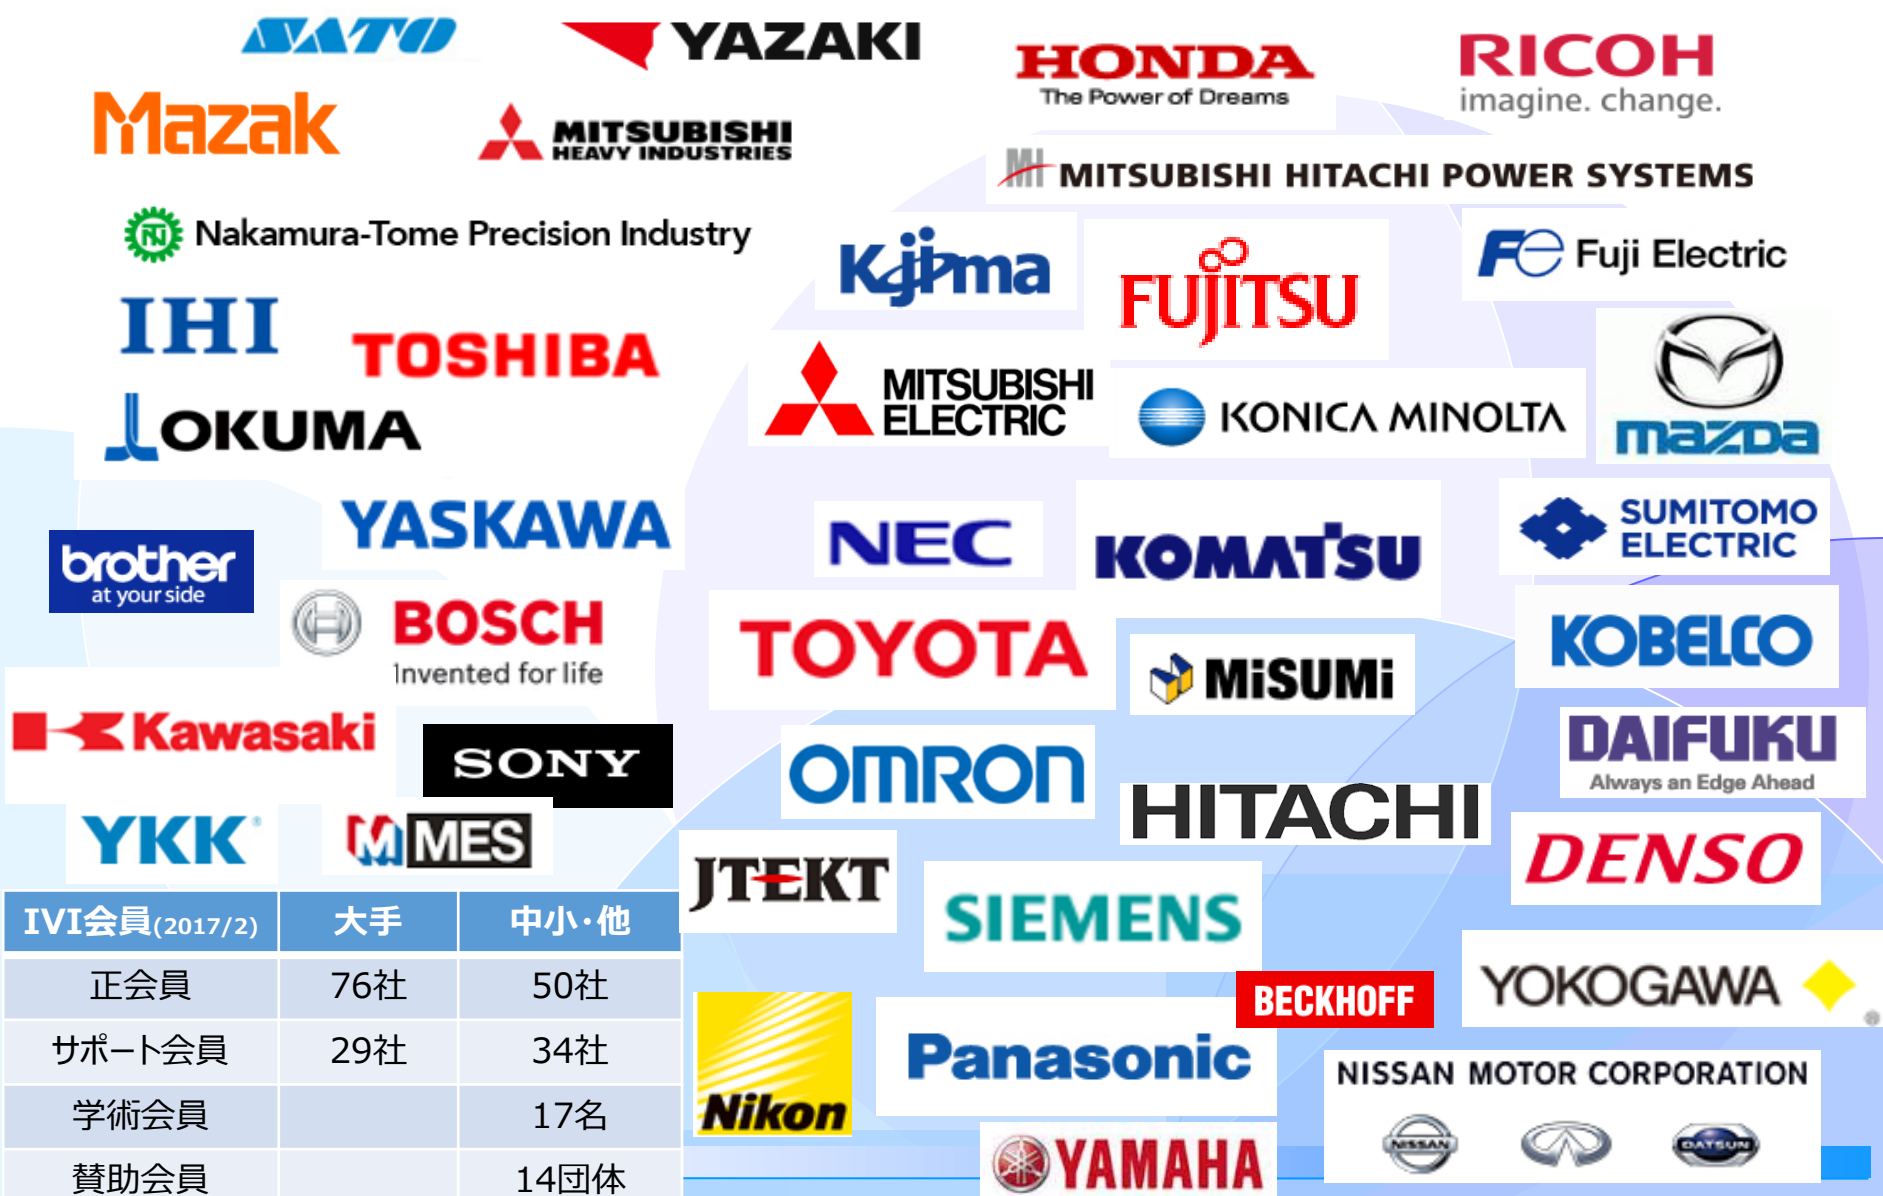 SATO
YAZAKI
HONDA
The Power of Dreams
RICOH
imagine. change.
Mazak
MITSUBISHI
HEAVY INDUSTRIES
MITSUBISHI HITACHI POWER SYSTEMS
Nakamura-Tome Precision Industry
Kajima
FUJITSU
Fe Fuji Electric
IHI
TOSHIBA
MITSUBISHI
ELECTRIC
KONICA MINOLTA
mazda
OKUMA
YASKAWA
NEC
KOMATSU
SUMITOMO
ELECTRIC
brother
at your side
BOSCH
Invented for life
TOYOTA
MiSUMi
KOBELCO
Kawasaki
SONY
OMRON
HITACHI
DAIFUKU
Always an Edge Ahead
YKK®
MES
JTEKT
SIEMENS
DENSO
IVI会員(2017/2) 大手 中小・他
正会員 76社 50社
サポート会員 29社 34社
学術会員 17名
賛助会員 14団体
Nikon
Panasonic
BECKHOFF
YOKOGAWA ®
YAMAHA
NISSAN MOTOR CORPORATION
NISSAN
DATSUN